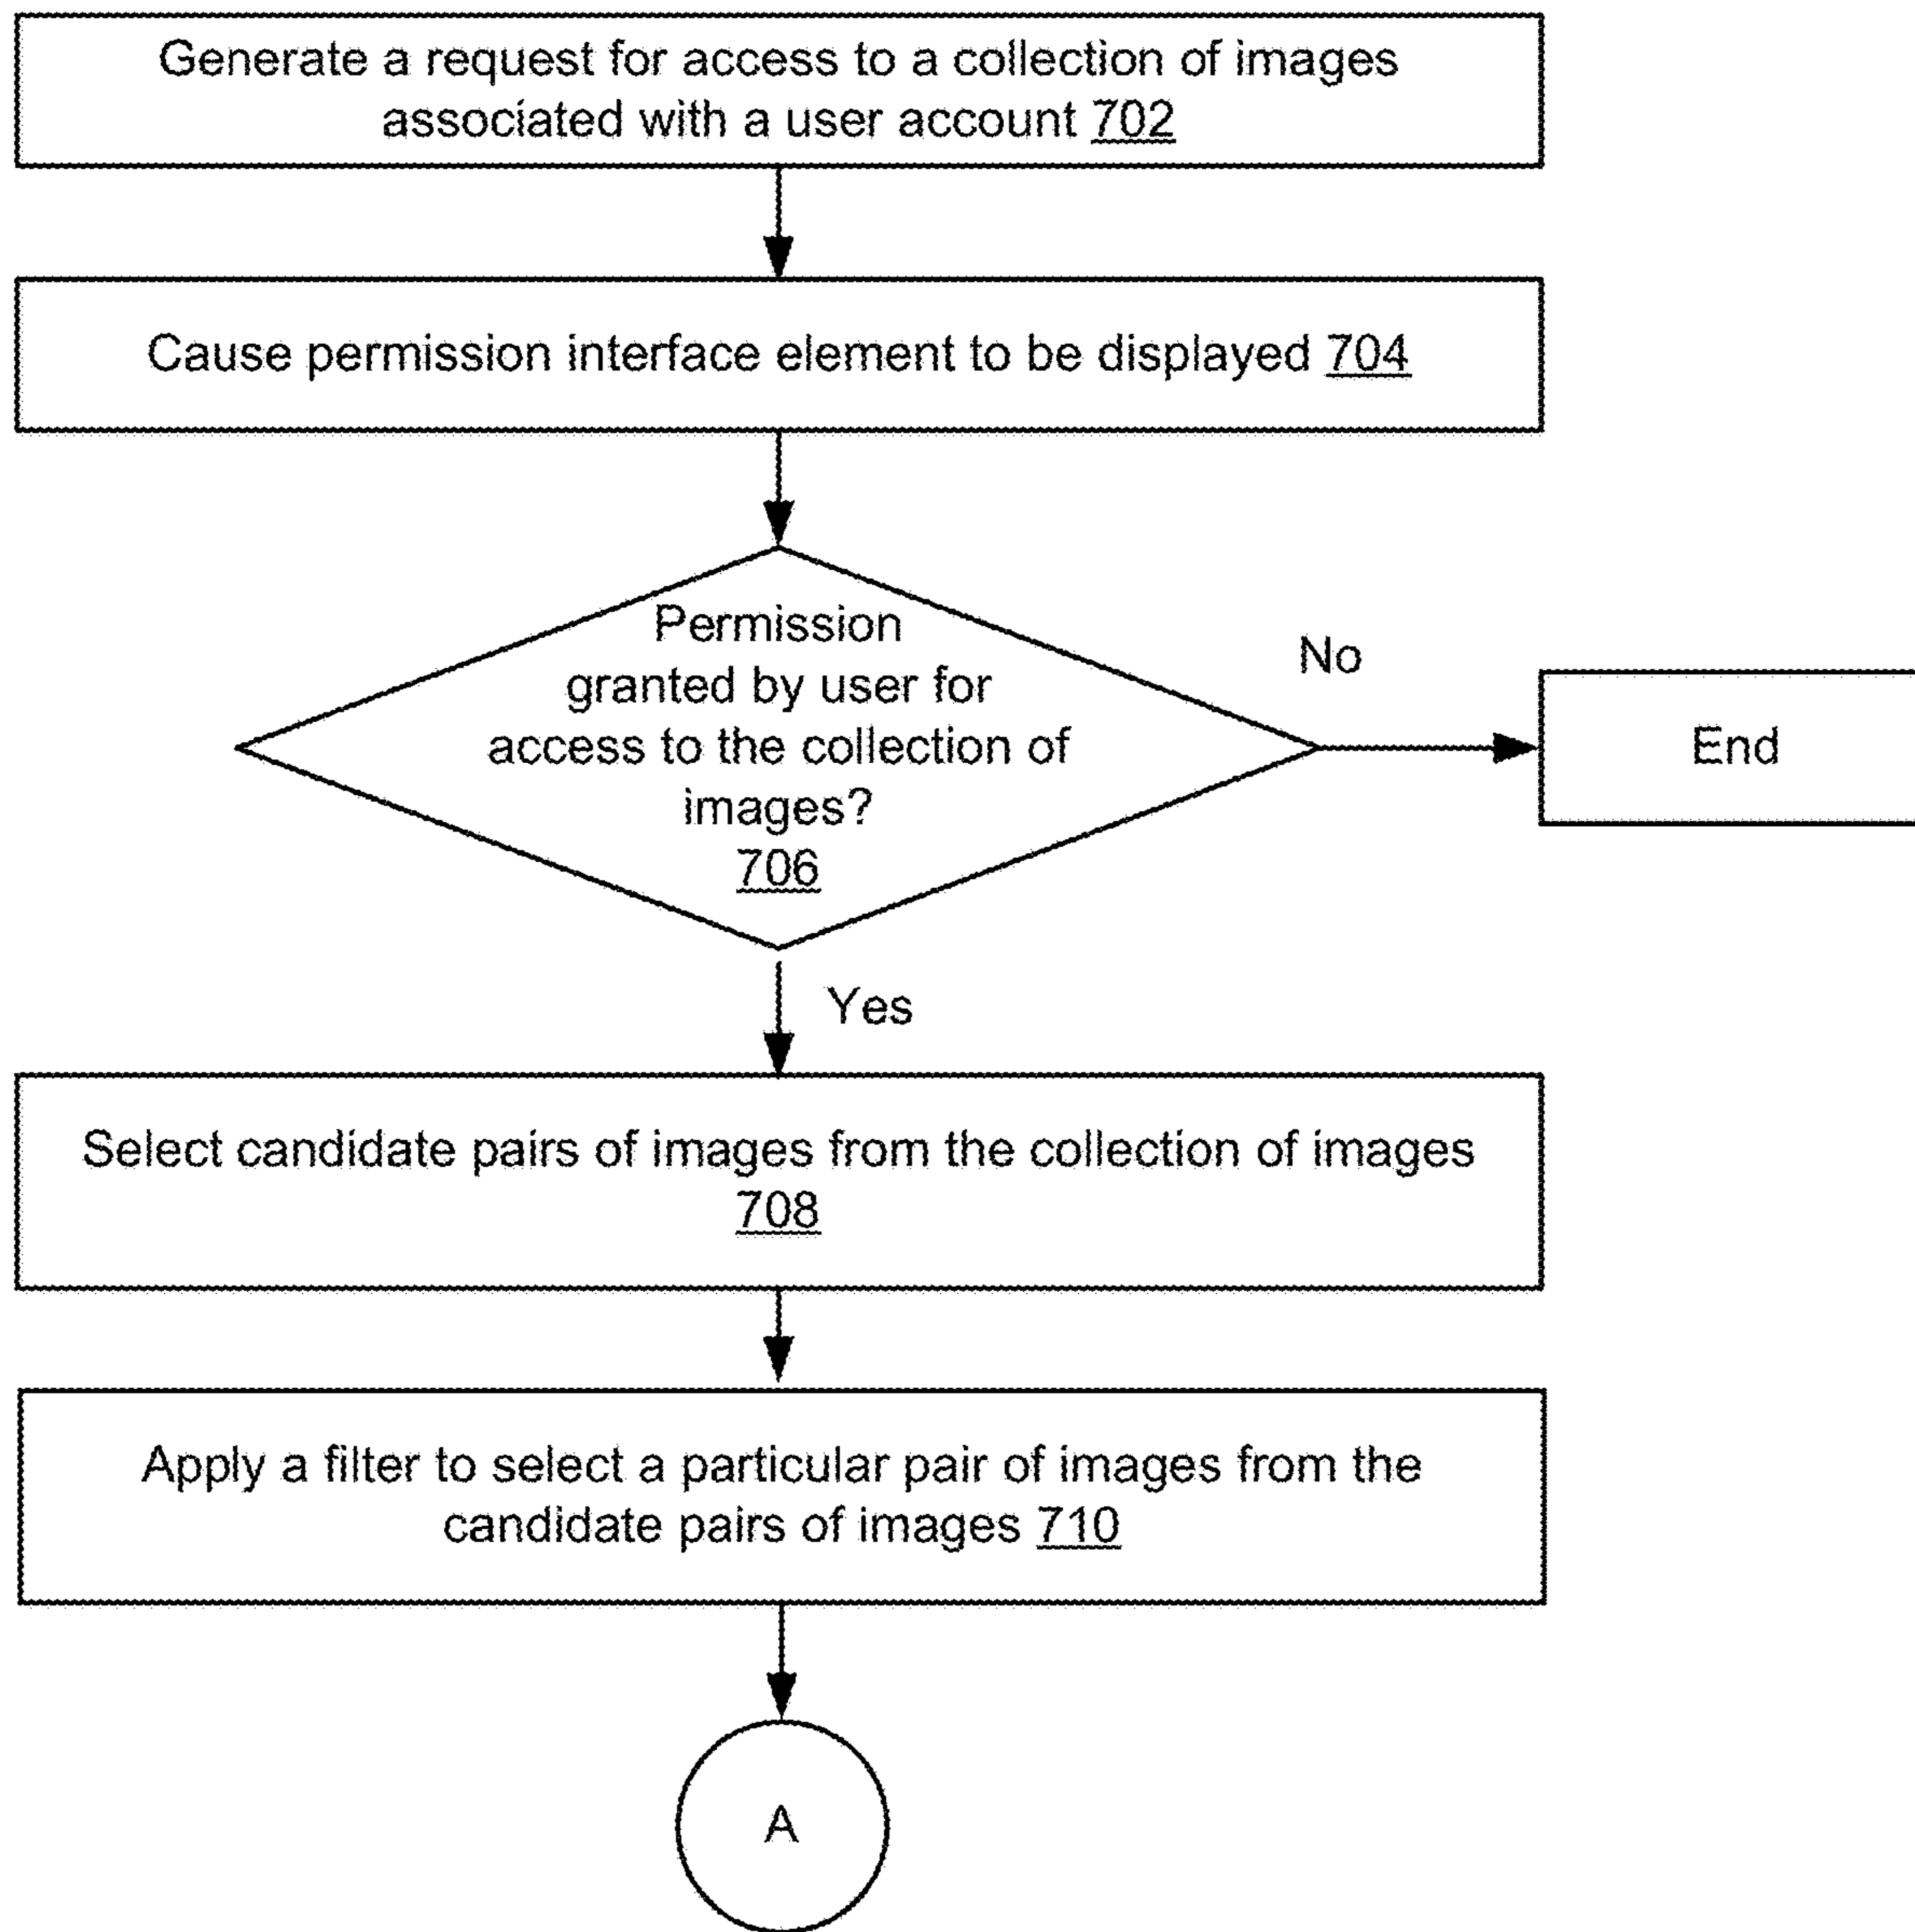 Generate a request for access to a collection of images
associated with a user account 702
Cause permission interface element to be displayed 704
Permission
granted by user for
access to the collection of
images?
706
No
End
Yes
Select candidate pairs of images from the collection of images
708
Apply a filter to select a particular pair of images from the
candidate pairs of images 710
A